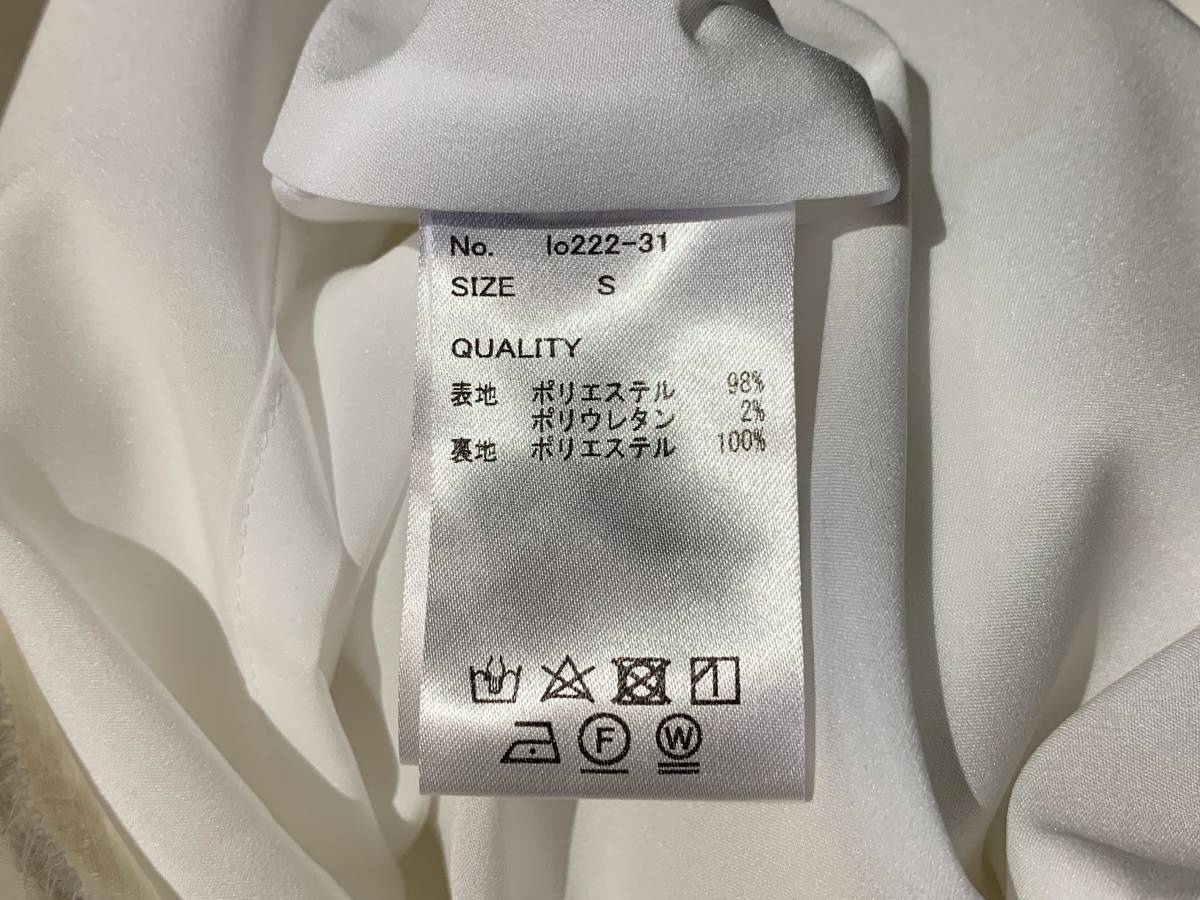 No. lo222-31
SIZE S
QUALITY
表地 ポリエステル 98%
ポリウレタン 2%
裏地 ポリエステル 100%
F W